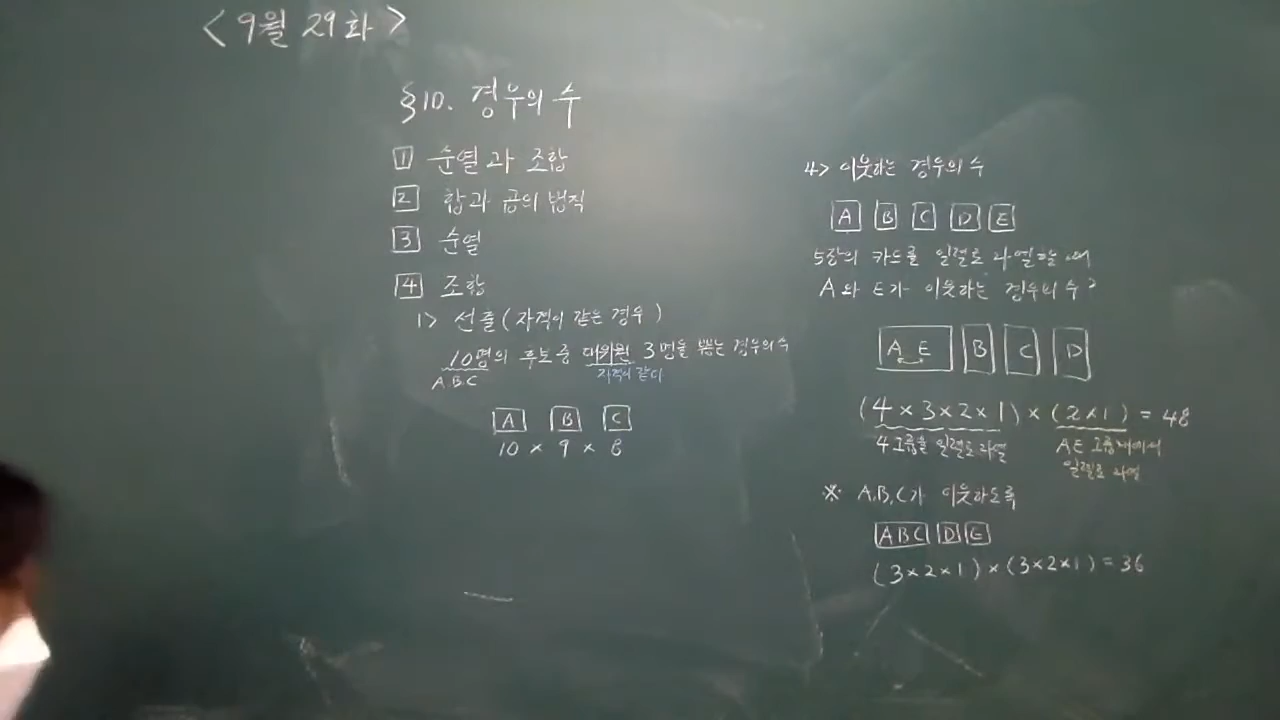 <9월 29화>
§10. 경우의 수
1 순열과 조합
2 합과 곱의 법칙
3 순열
4 조합
1> 선출(자격이 같은 경우)
10명의 후보 중 대의원 3명을 뽑는 경우의 수
A,B,C 자격이 같다
A B C
10 × 9 × 8
4> 이웃하는 경우의 수
A B C D E
5장의 카드를 일렬로 나열할 때
A와 E가 이웃하는 경우의 수?
A E B C D
(4×3×2×1)×(2×1) = 48
4그룹을 일렬로 나열 AE 그룹내에서
일렬로 나열
※ A,B,C가 이웃하도록
ABC D E
(3×2×1)×(3×2×1)=36